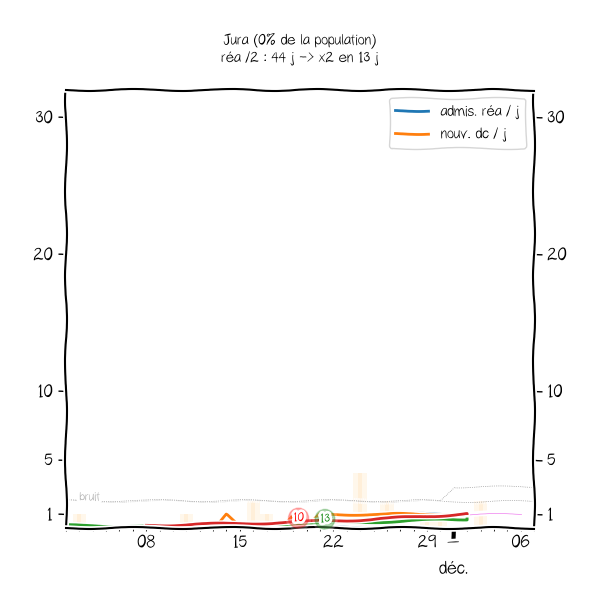 Jura (0% de la population)
réa /2 : 44 j -> x2 en 13 j
admis. réa / j
nouv. dc / j
30 30
20 20
10 10
5 5
... bruit
1 10 13 1
08 15 22 29 06
déc.